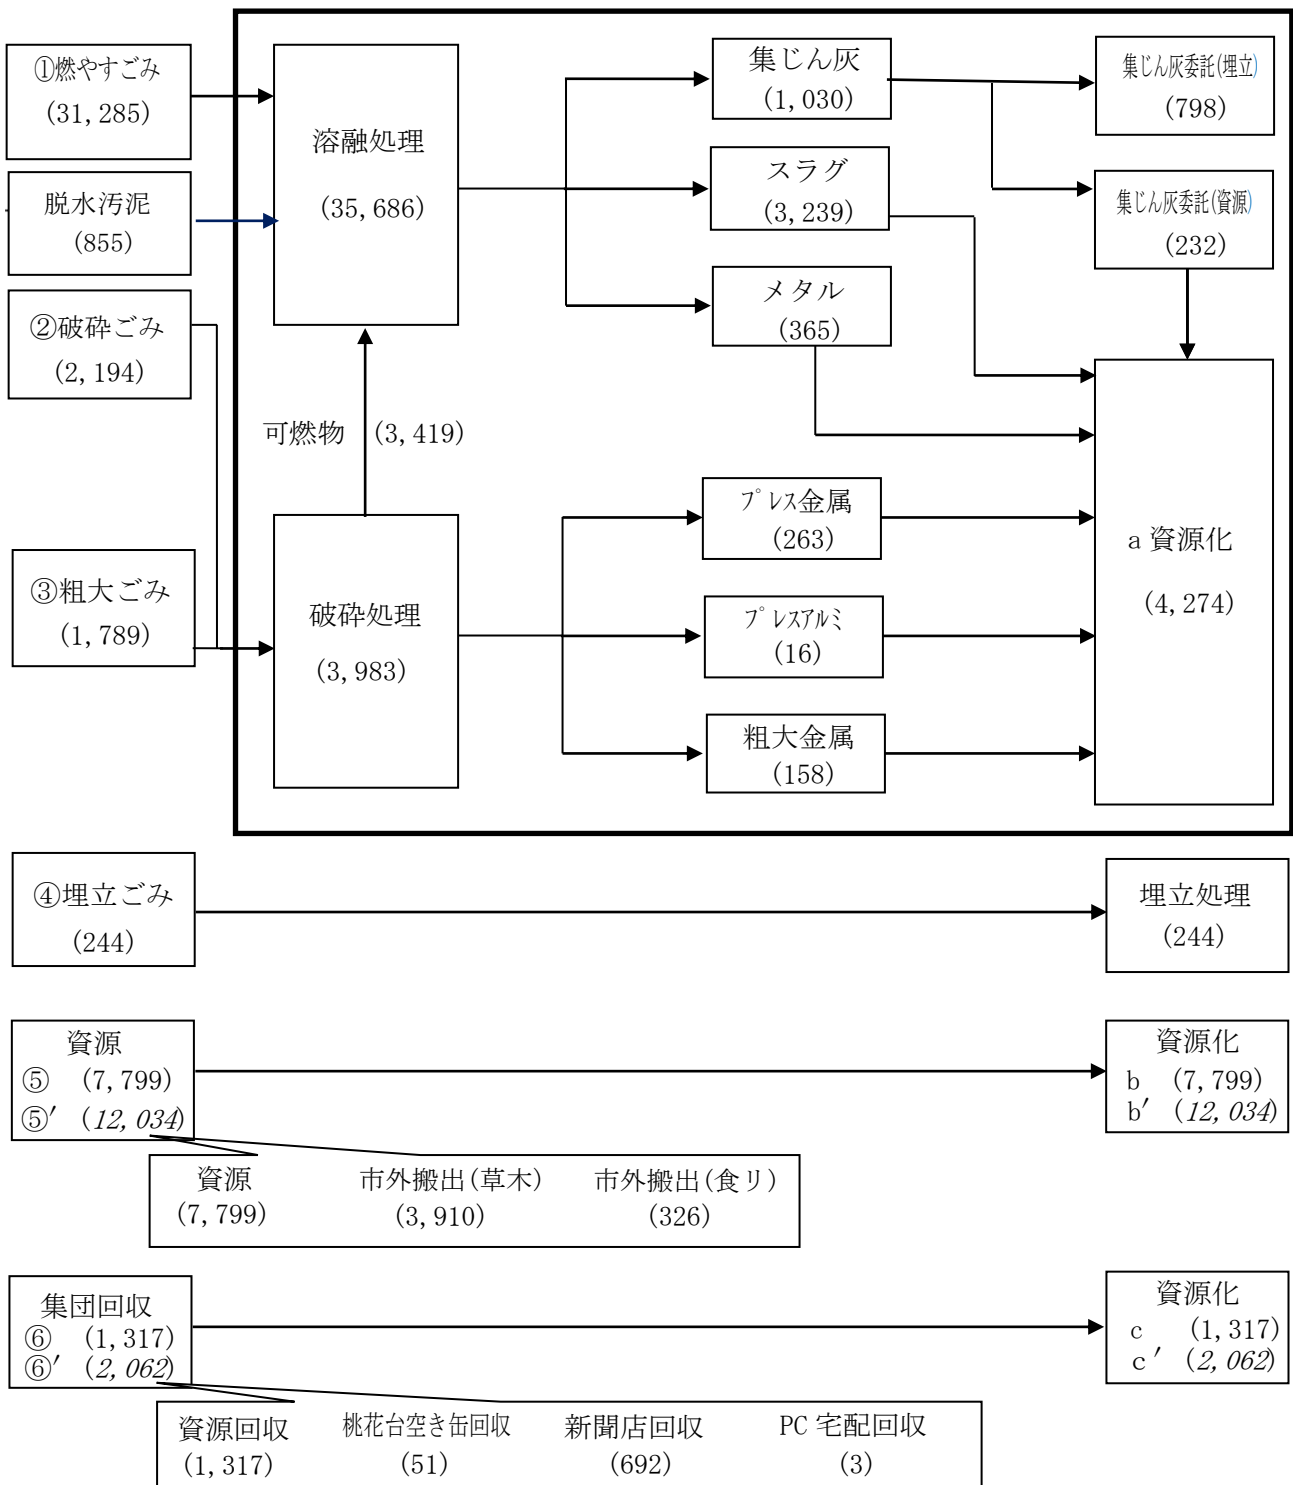 ①燃やすごみ
(31,285)
脱水汚泥
(855)
②破砕ごみ
(2,194)
③粗大ごみ
(1,789)
溶融処理
(35,686)
可燃物 (3,419)
破砕処理
(3,983)
集じん灰
(1,030)
スラグ
(3,239)
メタル
(365)
プレス金属
(263)
プレスアルミ
(16)
粗大金属
(158)
集じん灰委託(埋立)
(798)
集じん灰委託(資源)
(232)
a 資源化
(4,274)
④埋立ごみ
(244)
埋立処理
(244)
資源
⑤ (7,799)
⑤′ (12,034)
資源化
b (7,799)
b′ (12,034)
資源 市外搬出(草木) 市外搬出(食リ)
(7,799) (3,910) (326)
集団回収
⑥ (1,317)
⑥′ (2,062)
資源化
c (1,317)
c′ (2,062)
資源回収 桃花台空き缶回収 新聞店回収 PC 宅配回収
(1,317) (51) (692) (3)